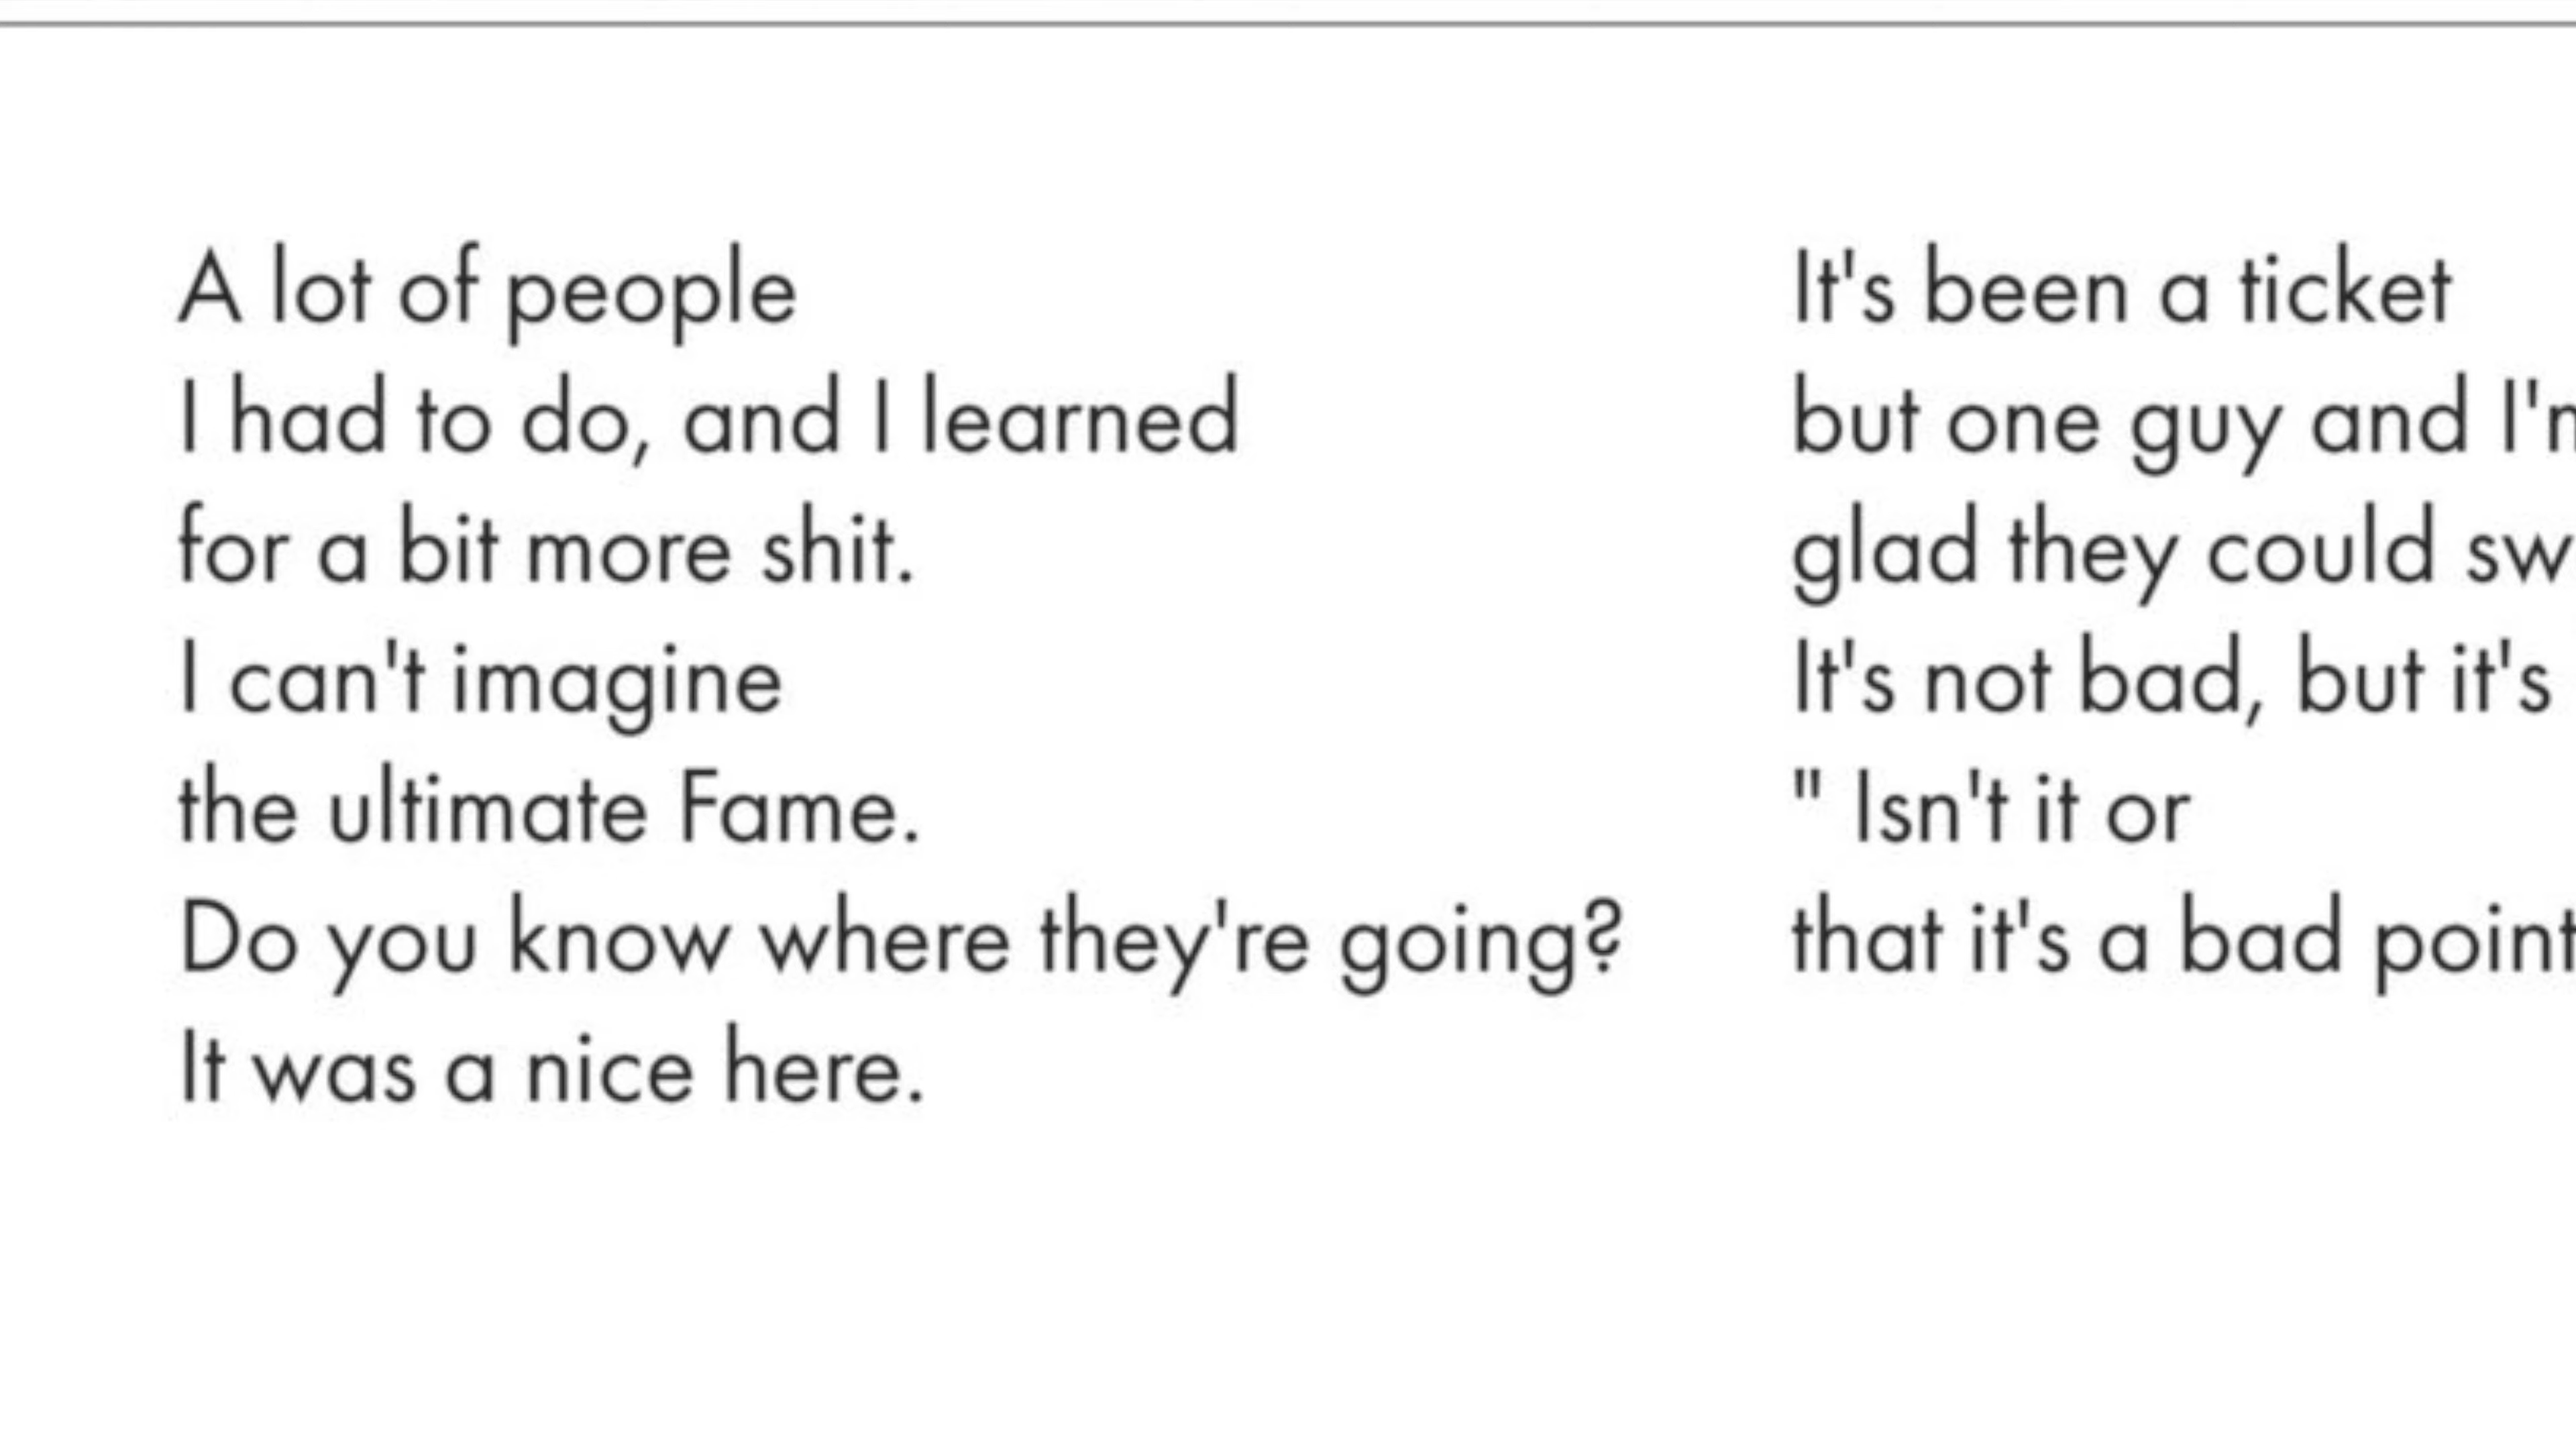 A lot of people
I had to do, and I learned
for a bit more shit.
I can't imagine
the ultimate Fame.
Do you know where they're going?
It was a nice here.
It's been a ticket
but one guy and
glad they could
It's not bad, but it's
" Isn't it or
that it's a bad point